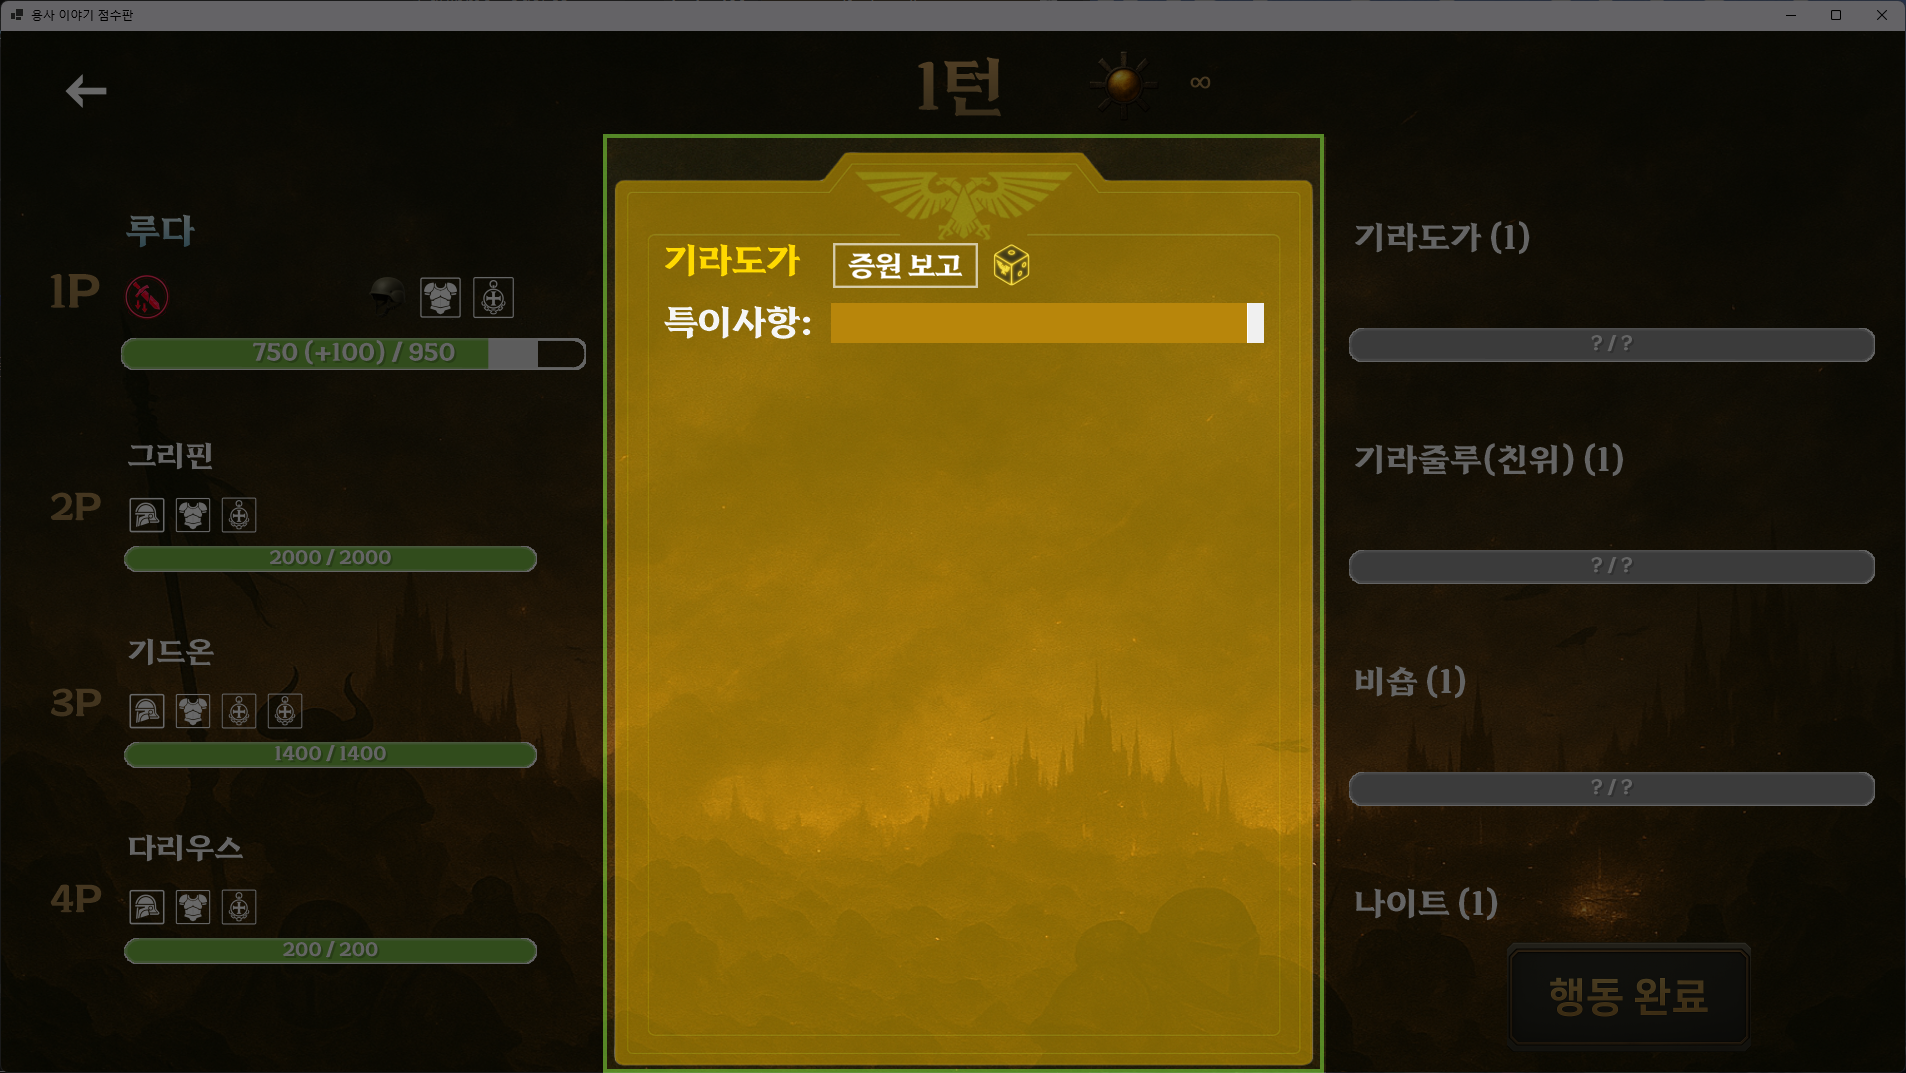 용사 이야기 점수판
1턴
∞
루다
1P
750 (+100) / 950
그리핀
2P
2000 / 2000
기드온
3P
1400 / 1400
다리우스
4P
200 / 200
기라도가
증원 보고
특이사항:
기라도가 (1)
? / ?
기라줄루(친위) (1)
? / ?
비숍 (1)
? / ?
나이트 (1)
행동 완료